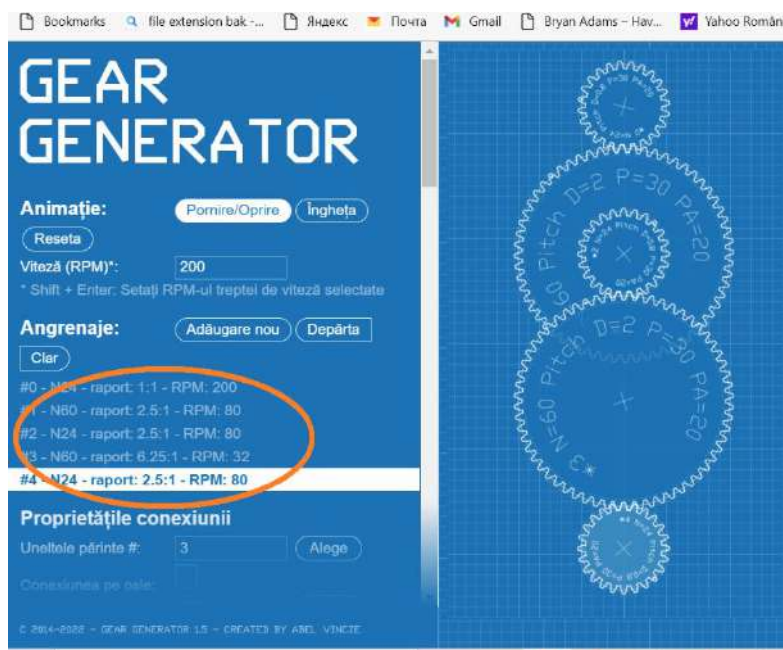 Bookmarks file extension bak -... Яндекс Почта Gmail Bryan Adams – Hav... Yahoo Român
GEAR
GENERATOR
Animație: Pornire/Oprire Îngheța
Reseta
Viteză (RPM)*: 200
* Shift + Enter: Setați RPM-ul treptei de viteză selectate
Angrenaje: Adăugare nou Depărta
Clar
#0 - N24 - raport: 1:1 - RPM: 200
#1 - N60 - raport: 2.5:1 - RPM: 80
#2 - N24 - raport: 2.5:1 - RPM: 80
#3 - N60 - raport: 6.25:1 - RPM: 32
#4 - N24 - raport: 2.5:1 - RPM: 80
Proprietățile conexiunii
Uneltele părinte #: 3 Alege
Conexiunea pe osie:
© 2014-2022 - GEAR GENERATOR 1.5 - CREATED BY ABEL VINCZE
60 Pitch D=2 P=30 PA=20
#3 N=60 Pitch D=2 P=30 PA=20